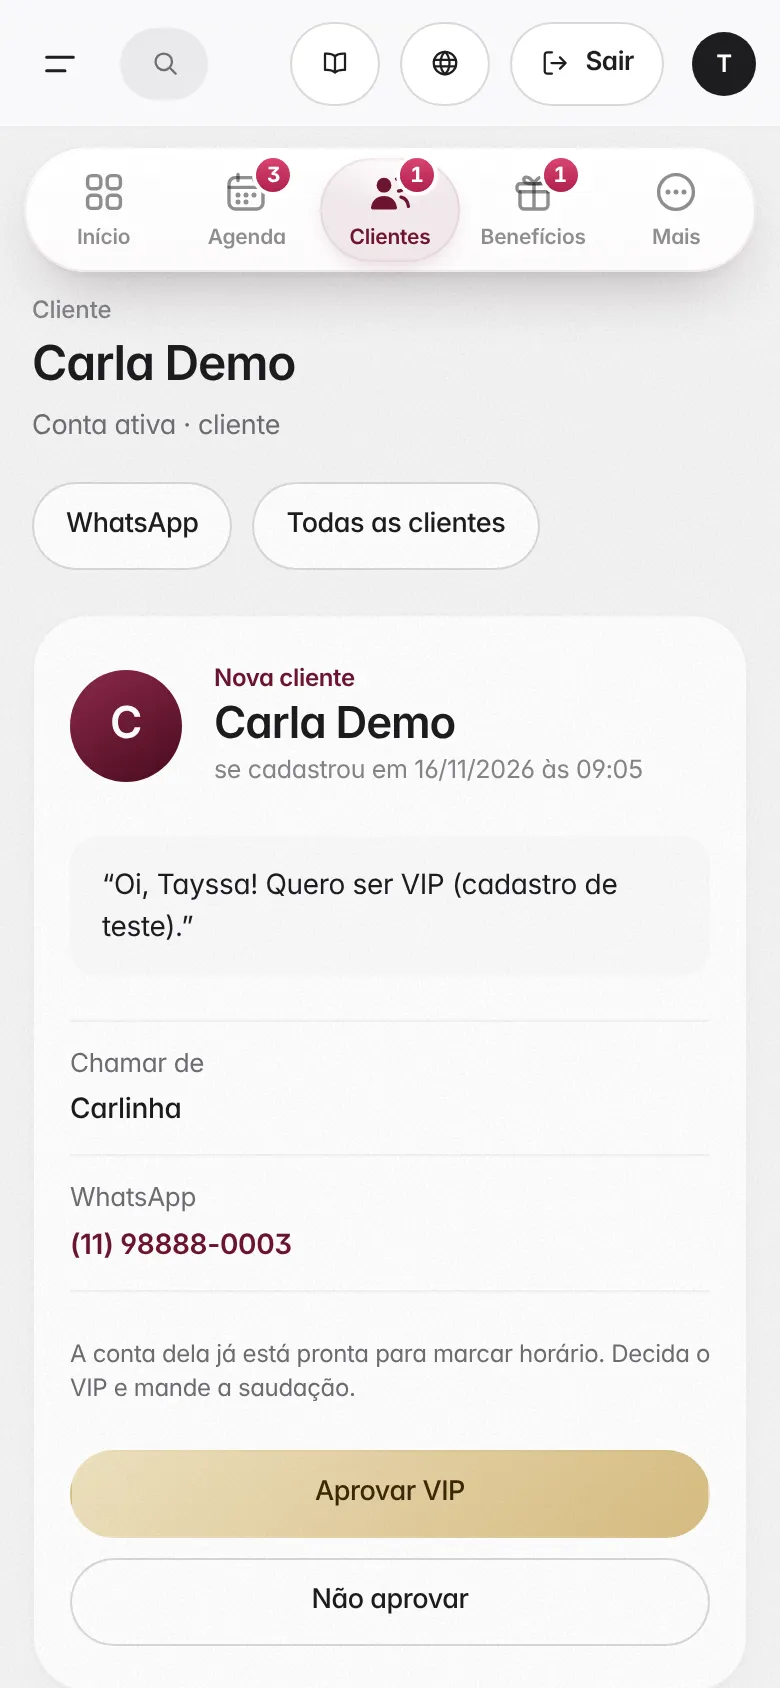 Sair
T
3
1
1
Início
Agenda
Clientes
Benefícios
Mais
Cliente
Carla Demo
Conta ativa · cliente
WhatsApp
Todas as clientes
C
Nova cliente
Carla Demo
se cadastrou em 16/11/2026 às 09:05
“Oi, Tayssa! Quero ser VIP (cadastro de
teste).”
Chamar de
Carlinha
WhatsApp
(11) 98888-0003
A conta dela já está pronta para marcar horário. Decida o
VIP e mande a saudação.
Aprovar VIP
Não aprovar